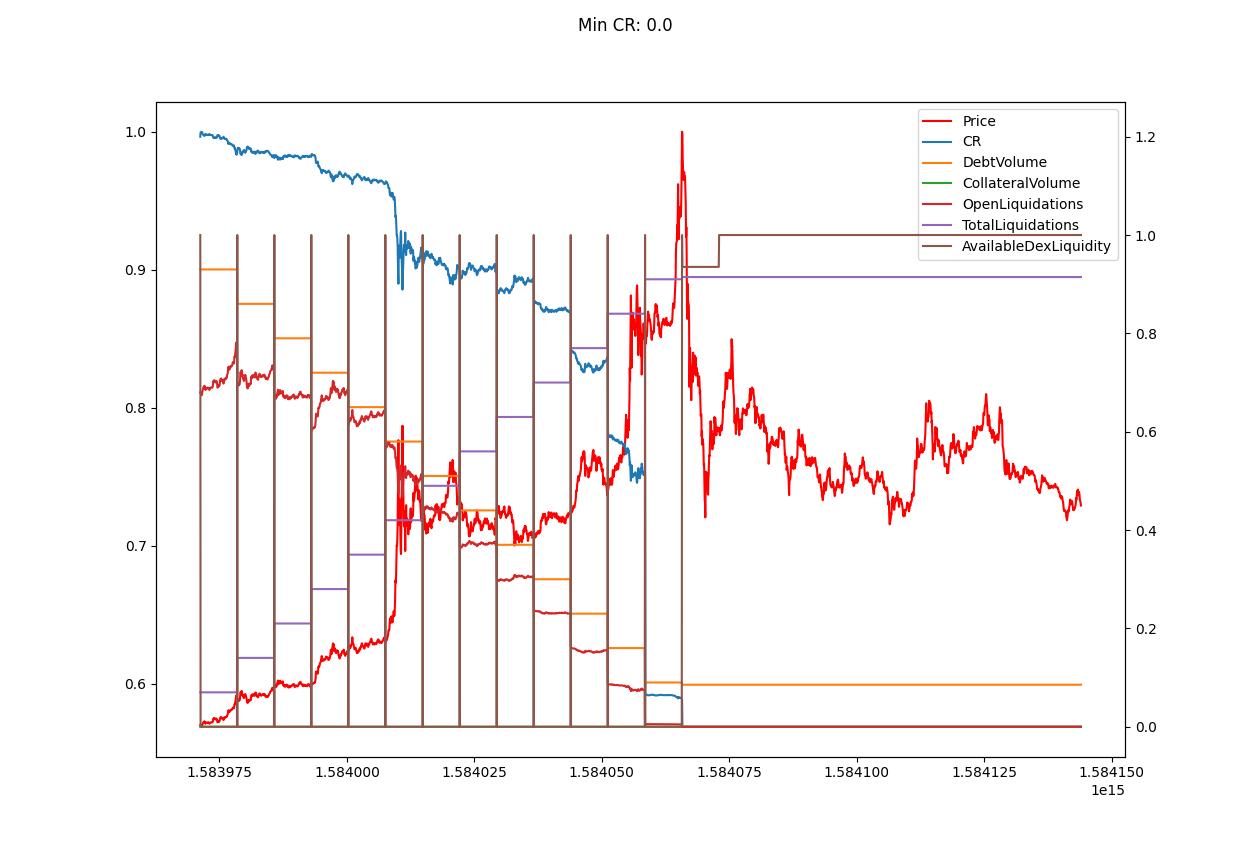 Min CR: 0.0
1.0
0.9
0.8
0.7
0.6
1.2
1.0
0.8
0.6
0.4
0.2
0.0
Price
CR
DebtVolume
CollateralVolume
OpenLiquidations
TotalLiquidations
AvailableDexLiquidity
1.583975 1.584000 1.584025 1.584050 1.584075 1.584100 1.584125 1.584150
1e15